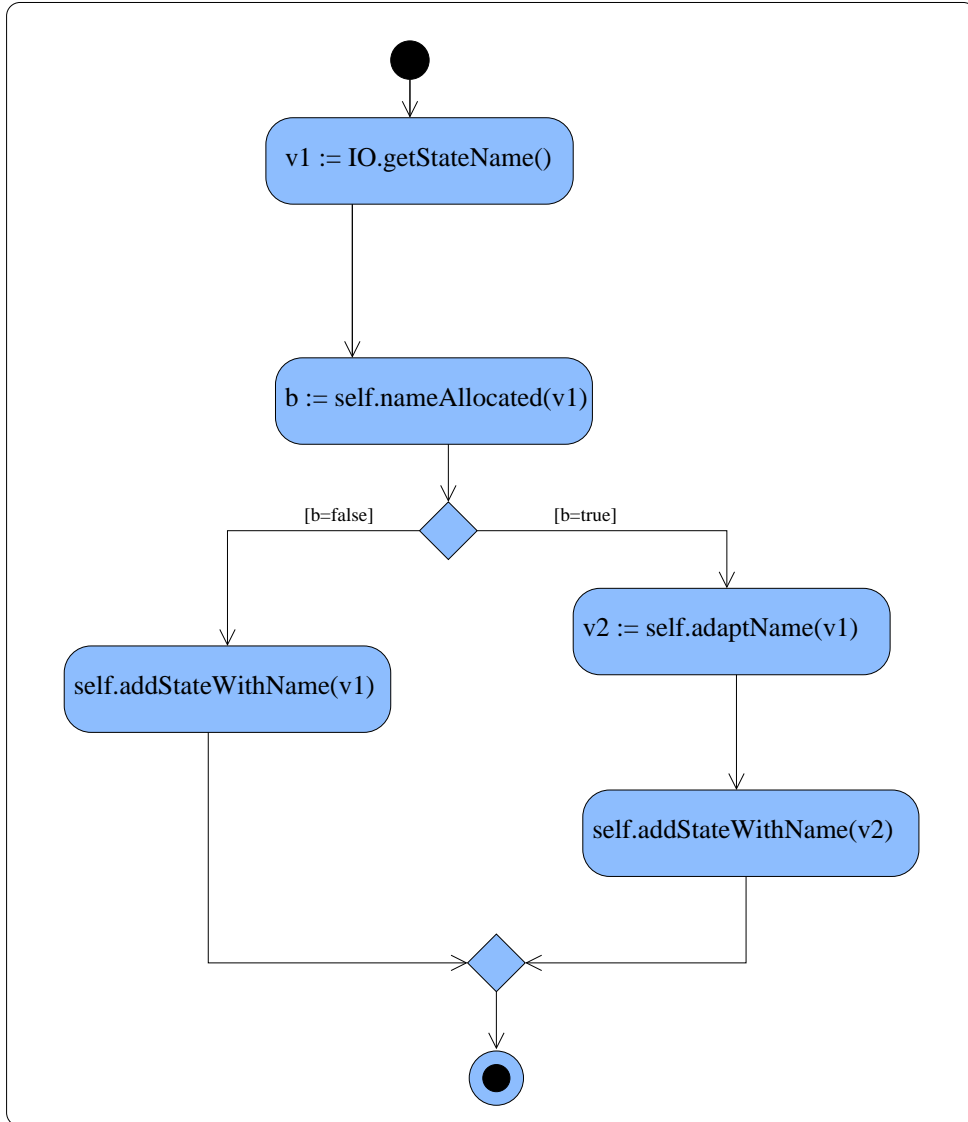 v1 := IO.getStateName()
b := self.nameAllocated(v1)
[b=false]
[b=true]
v2 := self.adaptName(v1)
self.addStateWithName(v1)
self.addStateWithName(v2)